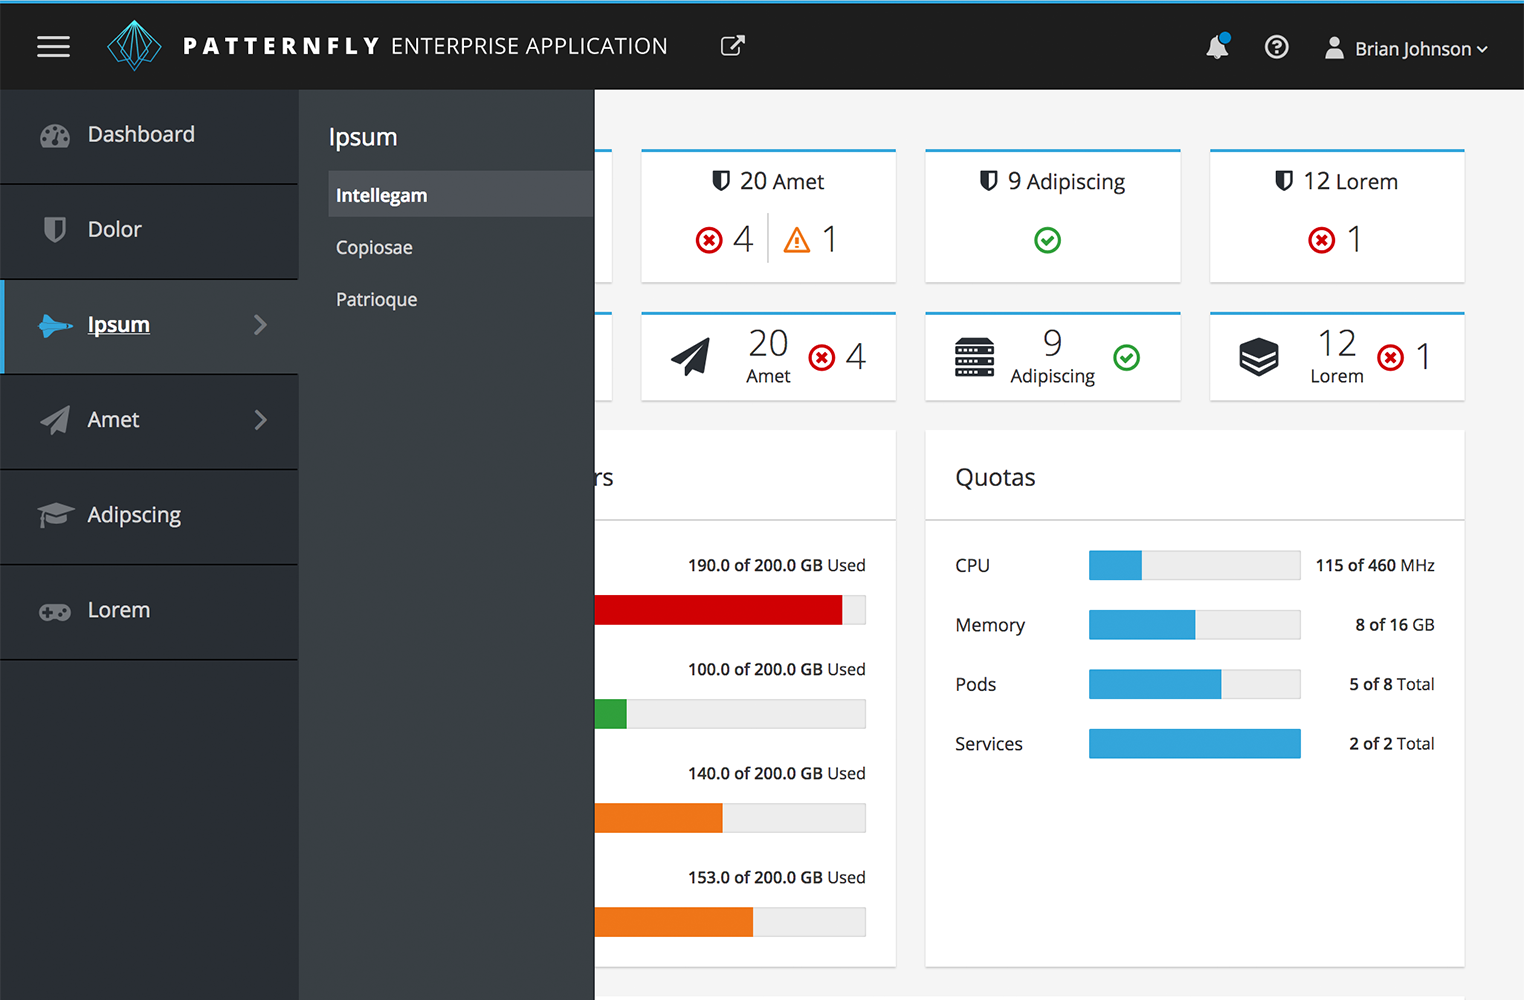 PATTERNFLY ENTERPRISE APPLICATION
Brian Johnson
Dashboard
Dolor
Ipsum
Amet
Adipscing
Lorem
Ipsum
Intellegam
Copiosae
Patrioque
20 Amet
4
1
9 Adipiscing
12 Lorem
1
20
Amet
4
9
Adipiscing
12
Lorem
1
rs
190.0 of 200.0 GB Used
100.0 of 200.0 GB Used
140.0 of 200.0 GB Used
153.0 of 200.0 GB Used
Quotas
CPU 115 of 460 MHz
Memory 8 of 16 GB
Pods 5 of 8 Total
Services 2 of 2 Total